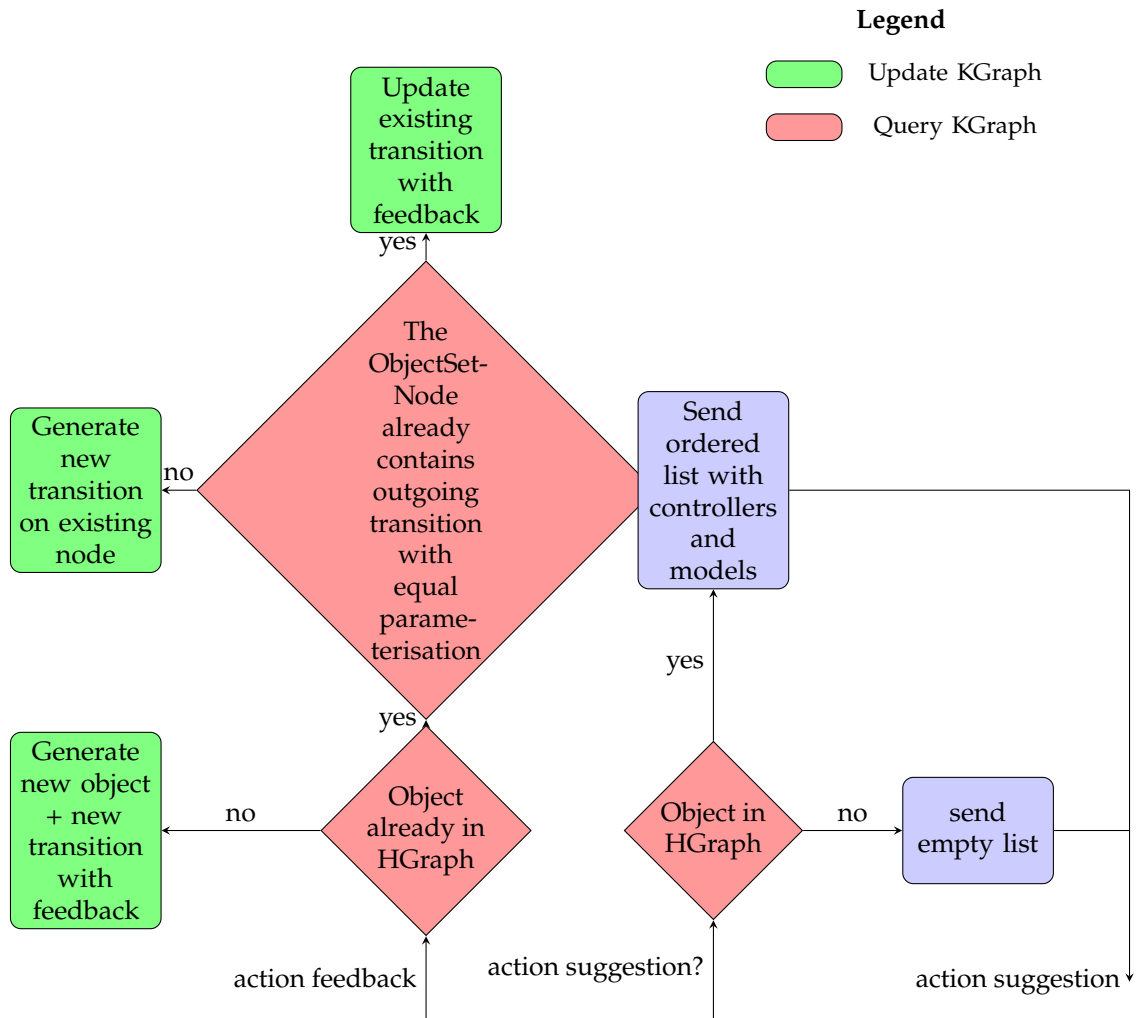 Legend
Update KGraph
Query KGraph
Update
existing
transition
with
feedback
yes
The
ObjectSet-
Node
already
contains
outgoing
transition
with
equal
parame-
terisation
no
Generate
new
transition
on existing
node
Send
ordered
list with
controllers
and
models
yes
yes
Generate
new object
+ new
transition
with
feedback
no
Object
already in
HGraph
Object in
HGraph
no
send
empty list
action feedback
action suggestion?
action suggestion